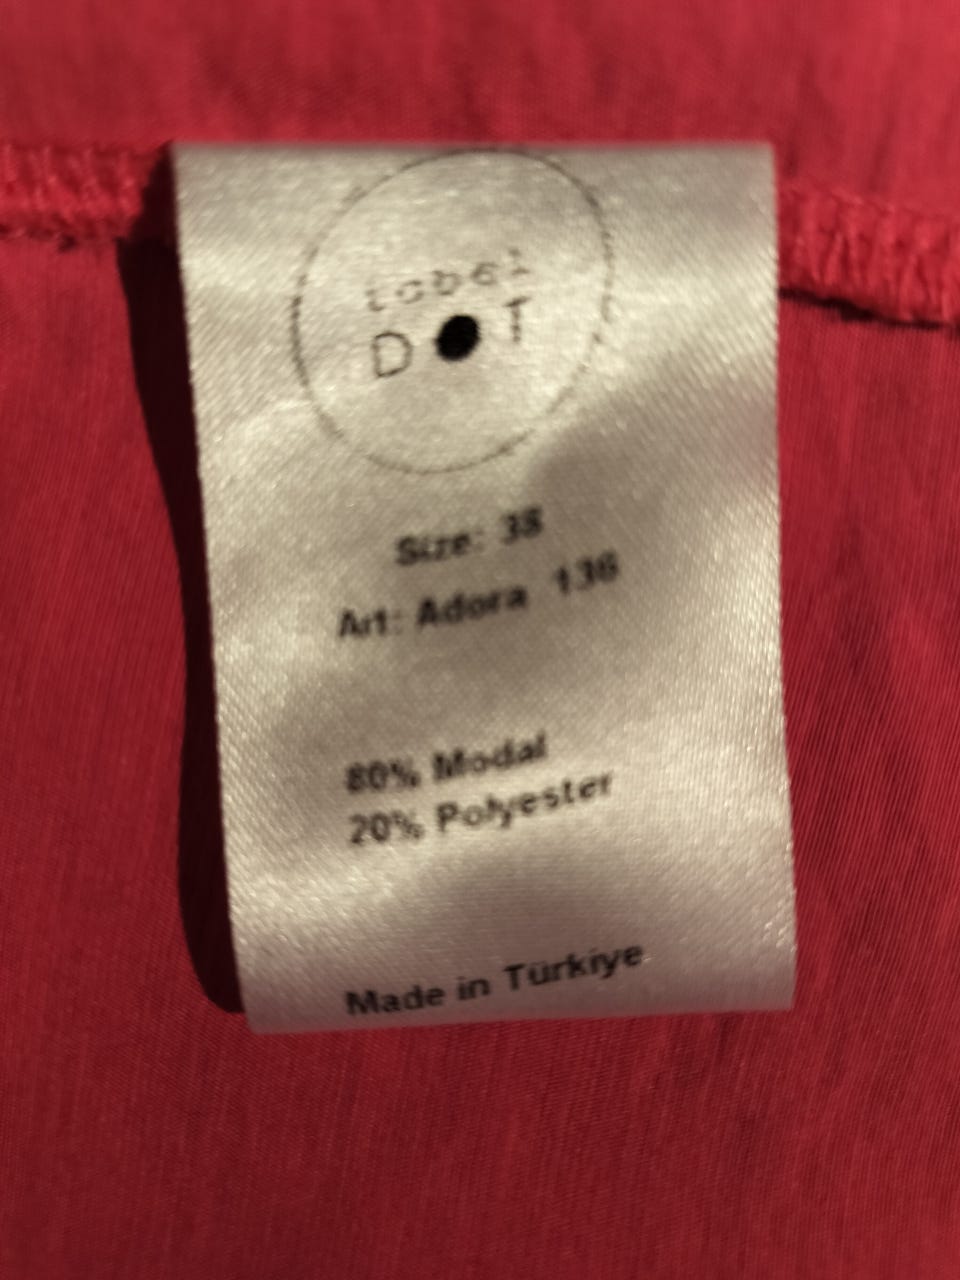 label
D●T
Size: 38
Art: Adora 136
80% Modal
20% Polyester
Made in Türkiye